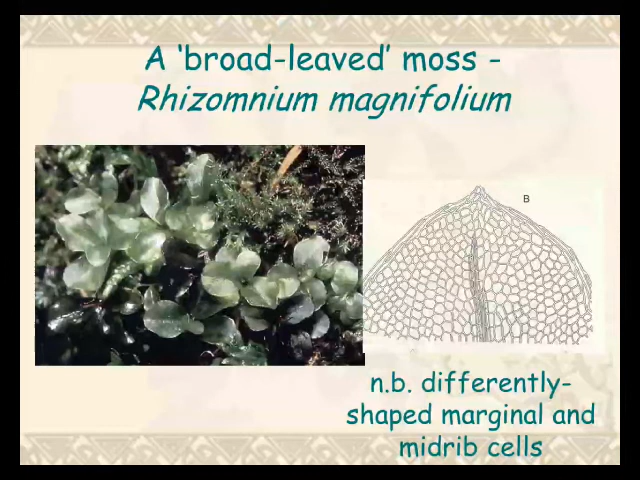 A ‘broad-leaved’ moss -
Rhizomnium magnifolium
B
n.b. differently-
shaped marginal and
midrib cells